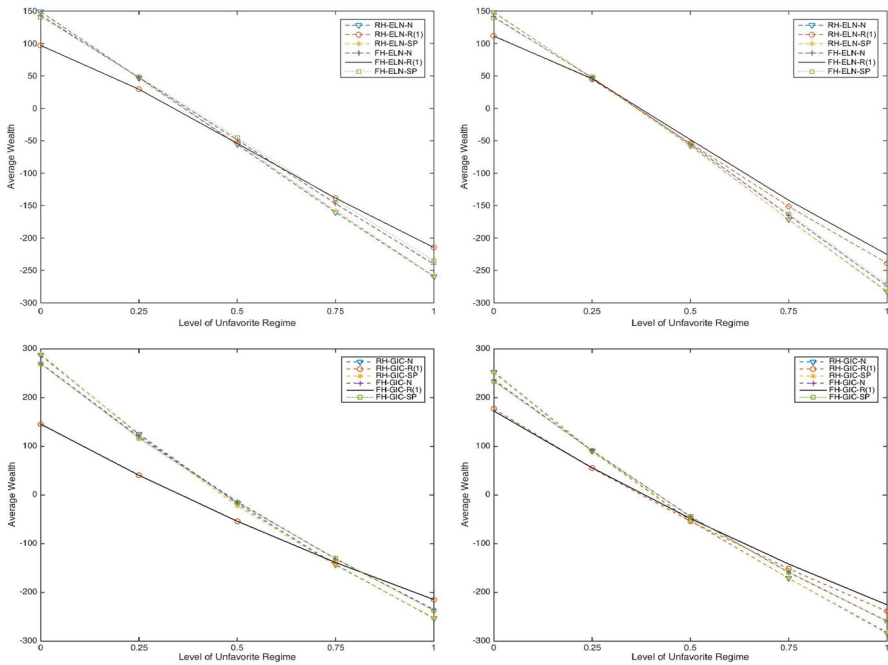 150
100
50
0
-50
-100
-150
-200
-250
-300
Average Wealth
0 0.25 0.5 0.75 1
Level of Unfavorite Regime
RH-ELN-N
RH-ELN-R(1)
RH-ELN-SP
FH-ELN-N
FH-ELN-R(1)
FH-ELN-SP
150
100
50
0
-50
-100
-150
-200
-250
-300
Average Wealth
0 0.25 0.5 0.75 1
Level of Unfavorite Regime
RH-ELN-N
RH-ELN-R(1)
RH-ELN-SP
FH-ELN-N
FH-ELN-R(1)
FH-ELN-SP
300
200
100
0
-100
-200
-300
Average Wealth
0 0.25 0.5 0.75 1
Level of Unfavorite Regime
RH-GIC-N
RH-GIC-R(1)
RH-GIC-SP
FH-GIC-N
FH-GIC-R(1)
FH-GIC-SP
300
200
100
0
-100
-200
-300
Average Wealth
0 0.25 0.5 0.75 1
Level of Unfavorite Regime
RH-GIC-N
RH-GIC-R(1)
RH-GIC-SP
FH-GIC-N
FH-GIC-R(1)
FH-GIC-SP